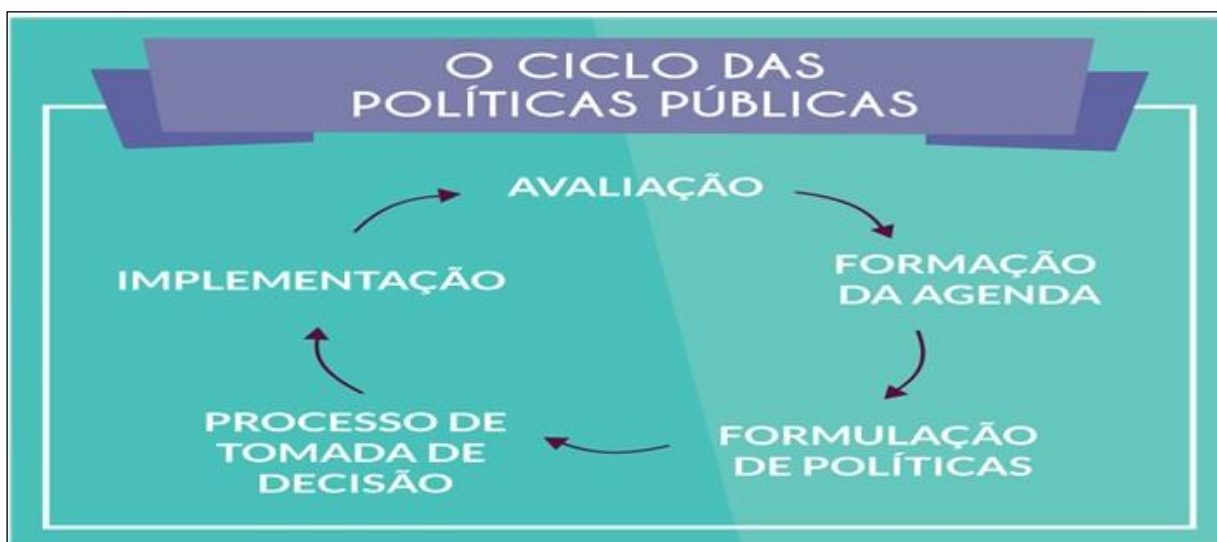 O CICLO DAS
POLÍTICAS PÚBLICAS
AVALIAÇÃO
FORMAÇÃO
DA AGENDA
FORMULAÇÃO
DE POLÍTICAS
PROCESSO DE
TOMADA DE
DECISÃO
IMPLEMENTAÇÃO